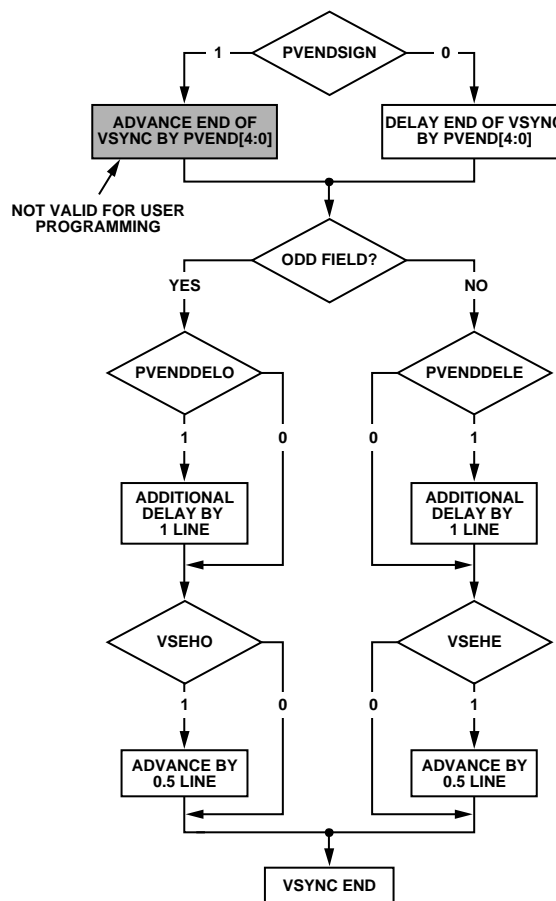 PVENDSIGN
1
0
ADVANCE END OF
VSYNC BY PVEND[4:0]
DELAY END OF VSYNC
BY PVEND[4:0]
NOT VALID FOR USER
PROGRAMMING
ODD FIELD?
YES
NO
PVENDDELO
PVENDDELE
1
0
0
1
ADDITIONAL
DELAY BY
1 LINE
ADDITIONAL
DELAY BY
1 LINE
VSEHO
VSEHE
1
0
0
1
ADVANCE BY
0.5 LINE
ADVANCE BY
0.5 LINE
VSYNC END